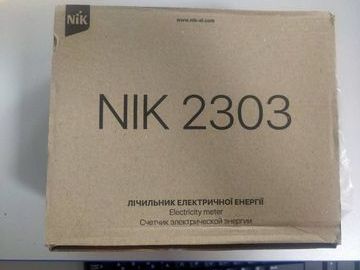 NiK
www.nik-el.com
NIK 2303
ЛІЧИЛЬНИК ЕЛЕКТРИЧНОЇ ЕНЕРГІЇ
Electricity meter
Счетчик электрической энергии